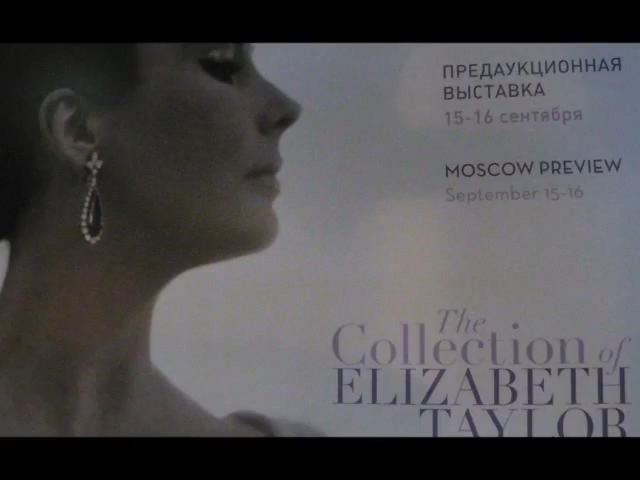 ПРЕДАУКЦИОННАЯ
ВЫСТАВКА
15-16 сентября
MOSCOW PREVIEW
September 15-16
The
Collection of
ELIZABETH
TAYLOR